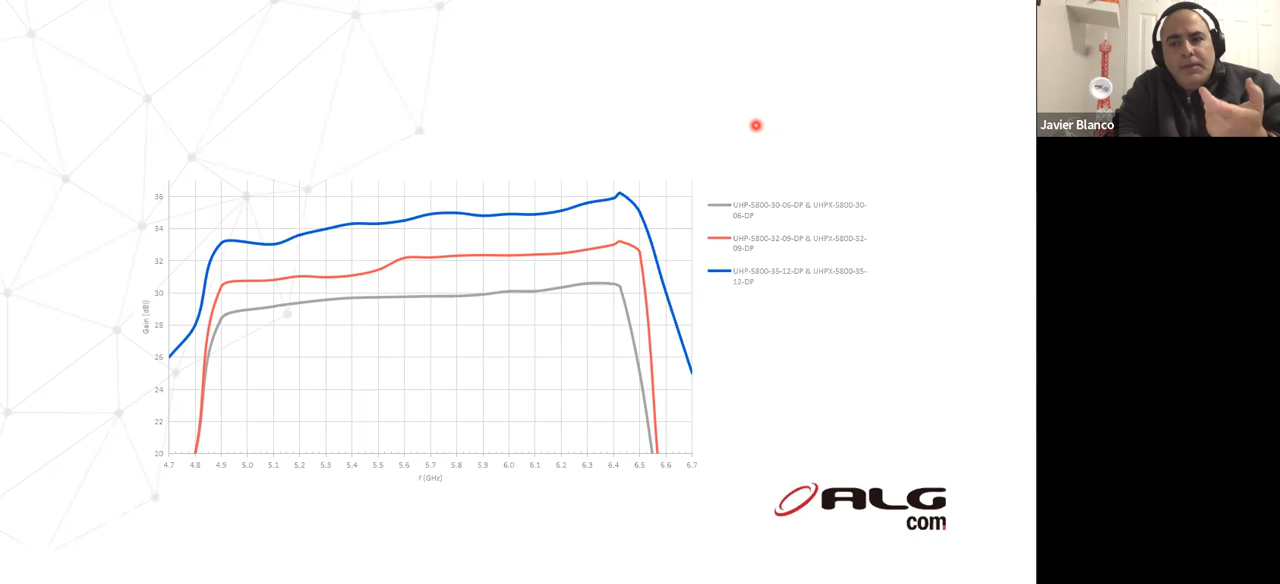 Javier Blanco
36
34
32
30
28
26
24
22
20
Gain (dBi)
4.7 4.8 4.9 5.0 5.1 5.2 5.3 5.4 5.5 5.6 5.7 5.8 5.9 6.0 6.1 6.2 6.3 6.4 6.5 6.6 6.7
f (GHz)
UHP-5800-30-06-DP & UHPX-5800-30-
06-DP
UHP-5800-32-09-DP & UHPX-5800-32-
09-DP
UHP-5800-35-12-DP & UHPX-5800-35-
12-DP
ALG
com